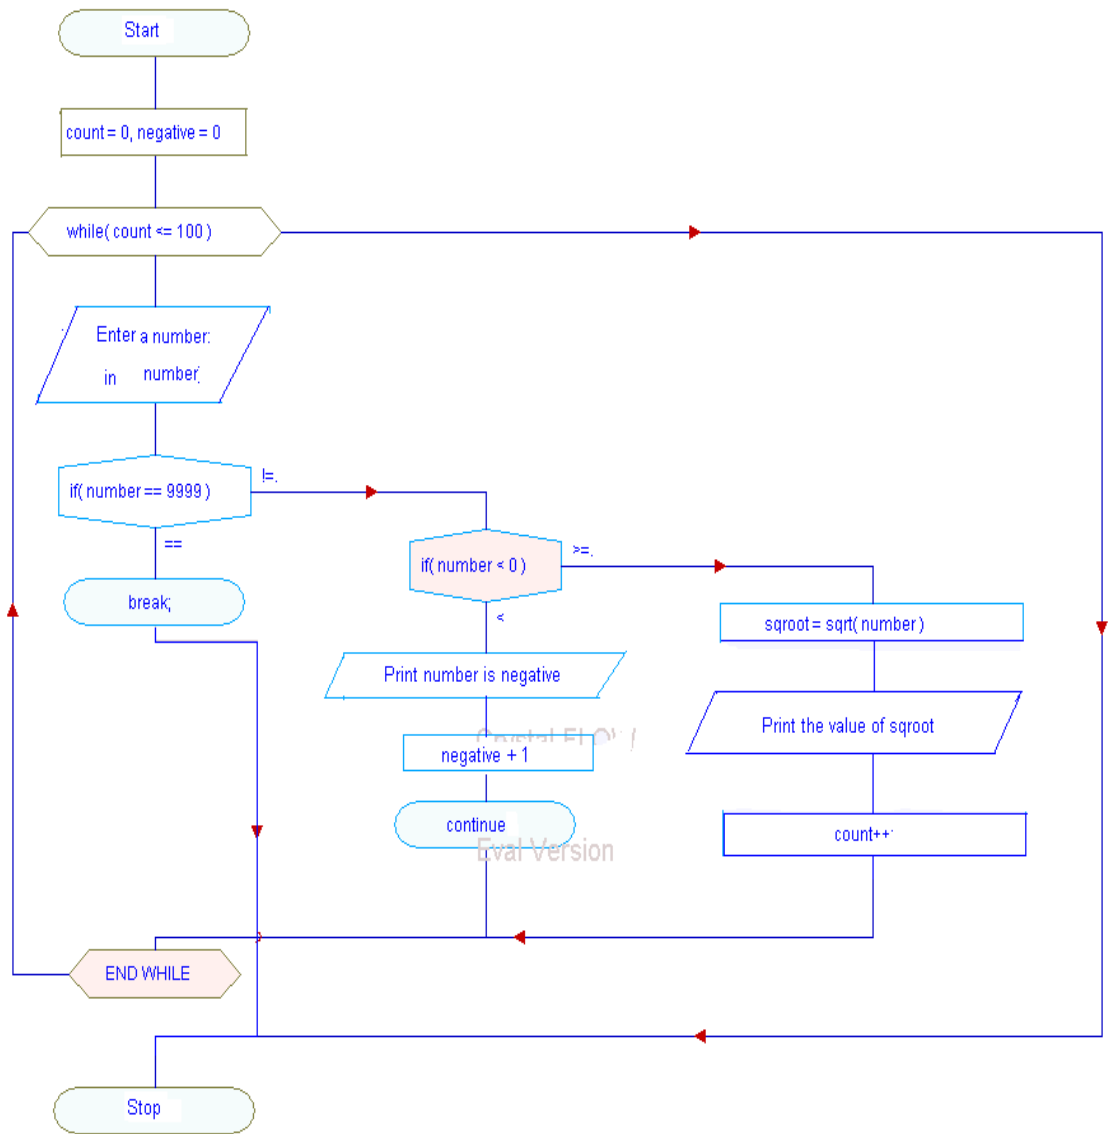 Start
count = 0, negative = 0
while( count <= 100 )
Enter a number:
in number;
if( number == 9999 )
!=.
==
break;
if( number < 0 )
>=.
<
sqroot = sqrt( number )
Print number is negative
Print the value of sqroot
negative + 1
continue
Eval Version
count++
END WHILE
Stop